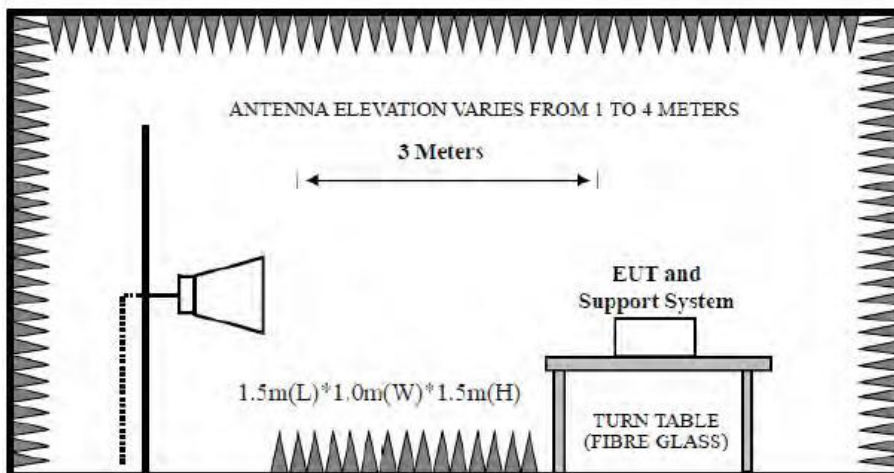 ANTENNA ELEVATION VARIES FROM 1 TO 4 METERS
3 Meters
EUT and
Support System
1.5m(L)*1.0m(W)*1.5m(H)
TURN TABLE
(FIBRE GLASS)